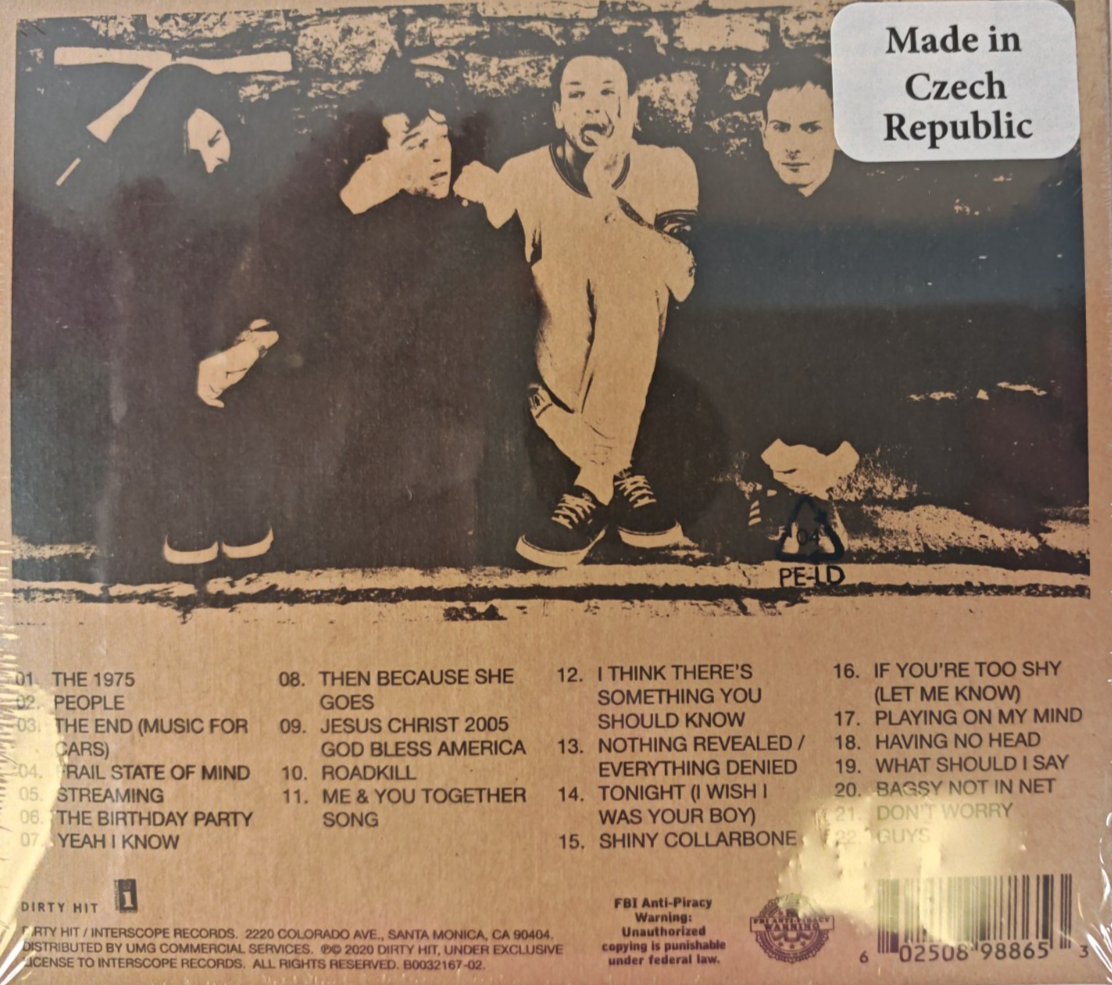 Made in
Czech
Republic
04
PE-LD
01. THE 1975
02. PEOPLE
03. THE END (MUSIC FOR
CARS)
04. FRAIL STATE OF MIND
05. STREAMING
06. THE BIRTHDAY PARTY
07. YEAH I KNOW
08. THEN BECAUSE SHE
GOES
09. JESUS CHRIST 2005
GOD BLESS AMERICA
10. ROADKILL
11. ME & YOU TOGETHER
SONG
12. I THINK THERE'S
SOMETHING YOU
SHOULD KNOW
13. NOTHING REVEALED /
EVERYTHING DENIED
14. TONIGHT (I WISH I
WAS YOUR BOY)
15. SHINY COLLARBONE
16. IF YOU'RE TOO SHY
(LET ME KNOW)
17. PLAYING ON MY MIND
18. HAVING NO HEAD
19. WHAT SHOULD I SAY
20. BAGSY NOT IN NET
21. DON'T WORRY
22. GUYS
DIRTY HIT
i
DIRTY HIT / INTERSCOPE RECORDS. 2220 COLORADO AVE., SANTA MONICA, CA 90404.
DISTRIBUTED BY UMG COMMERCIAL SERVICES. ℗© 2020 DIRTY HIT, UNDER EXCLUSIVE
LICENSE TO INTERSCOPE RECORDS. ALL RIGHTS RESERVED. B0032167-02.
FBI Anti-Piracy
Warning:
Unauthorized
copying is punishable
under federal law.
FBI ANTI-PIRACY
WARNING
6 02508 98865 3